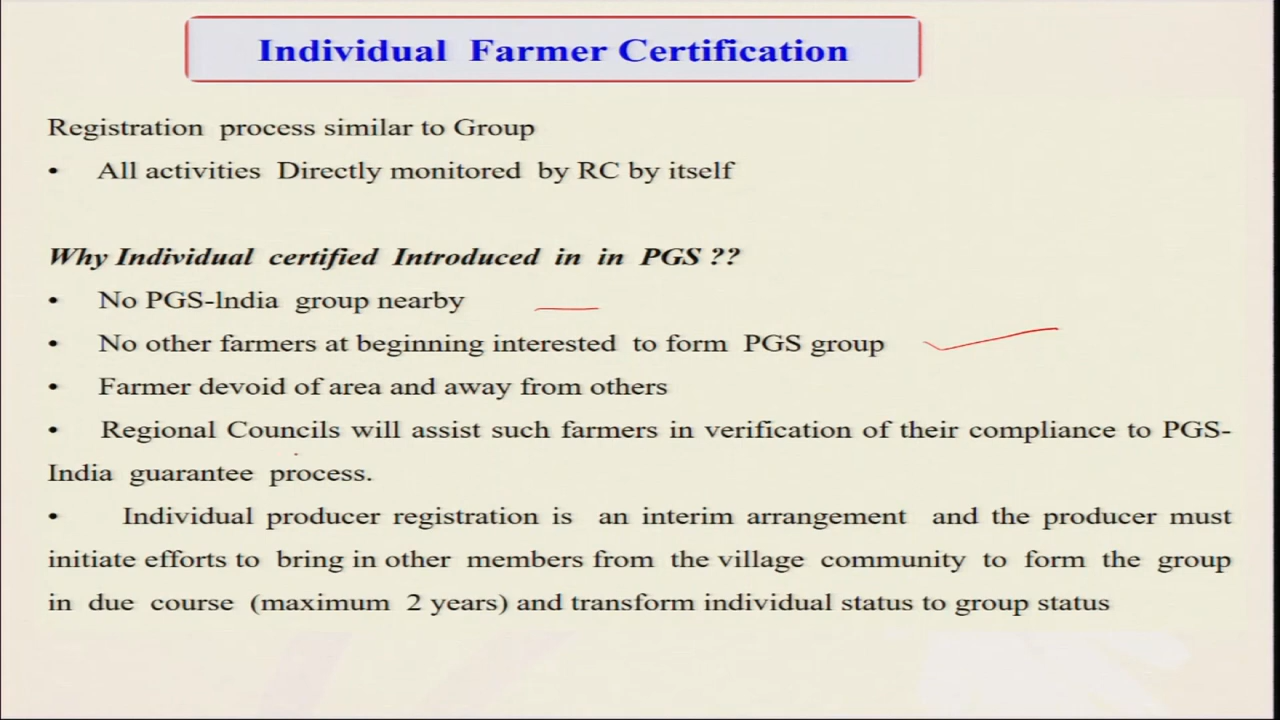 Individual Farmer Certification
Registration process similar to Group
• All activities Directly monitored by RC by itself
Why Individual certified Introduced in in PGS ??
• No PGS-lndia group nearby
• No other farmers at beginning interested to form PGS group
• Farmer devoid of area and away from others
• Regional Councils will assist such farmers in verification of their compliance to PGS-
India guarantee process.
• Individual producer registration is an interim arrangement and the producer must
initiate efforts to bring in other members from the village community to form the group
in due course (maximum 2 years) and transform individual status to group status